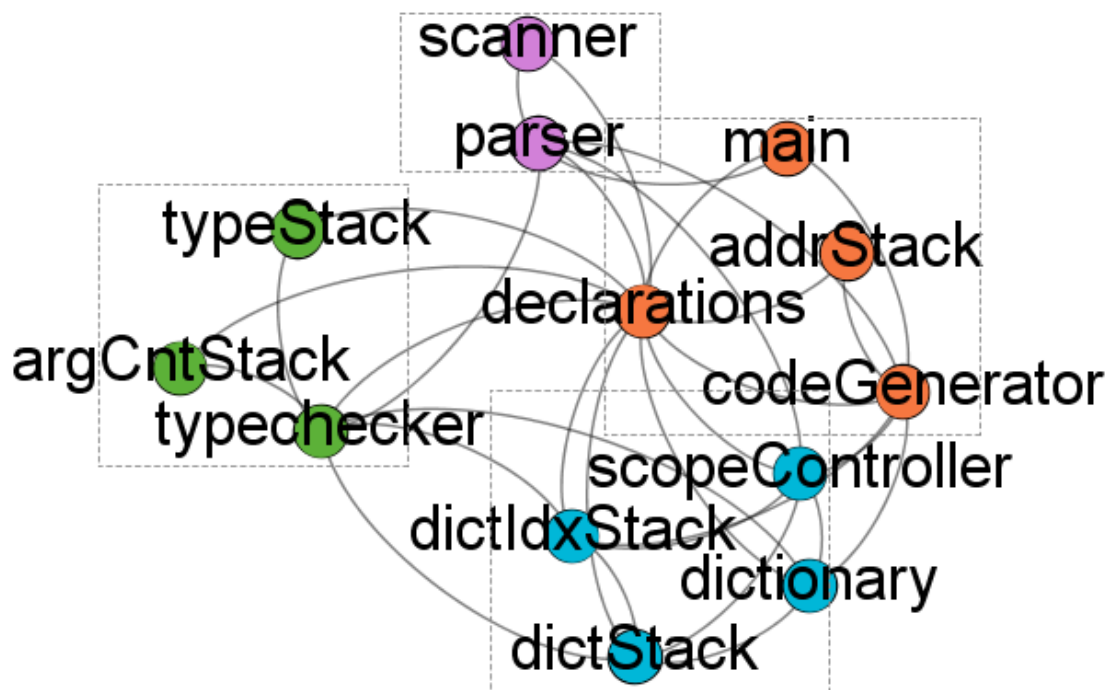 scanner
parser
main
typeStack
addrStack
declarations
argCntStack
codeGenerator
typechecker
scopeController
dictIdxStack
dictionary
dictStack